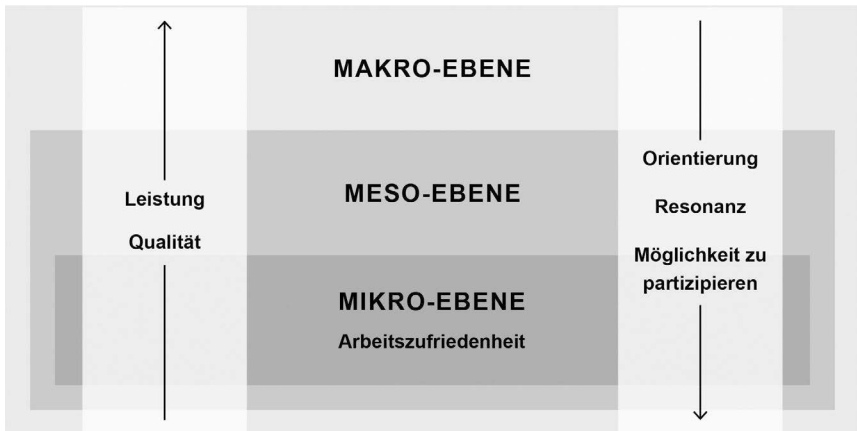 MAKRO-EBENE
MESO-EBENE
MIKRO-EBENE
Arbeitszufriedenheit
Leistung
Qualität
Orientierung
Resonanz
Möglichkeit zu
partizipieren